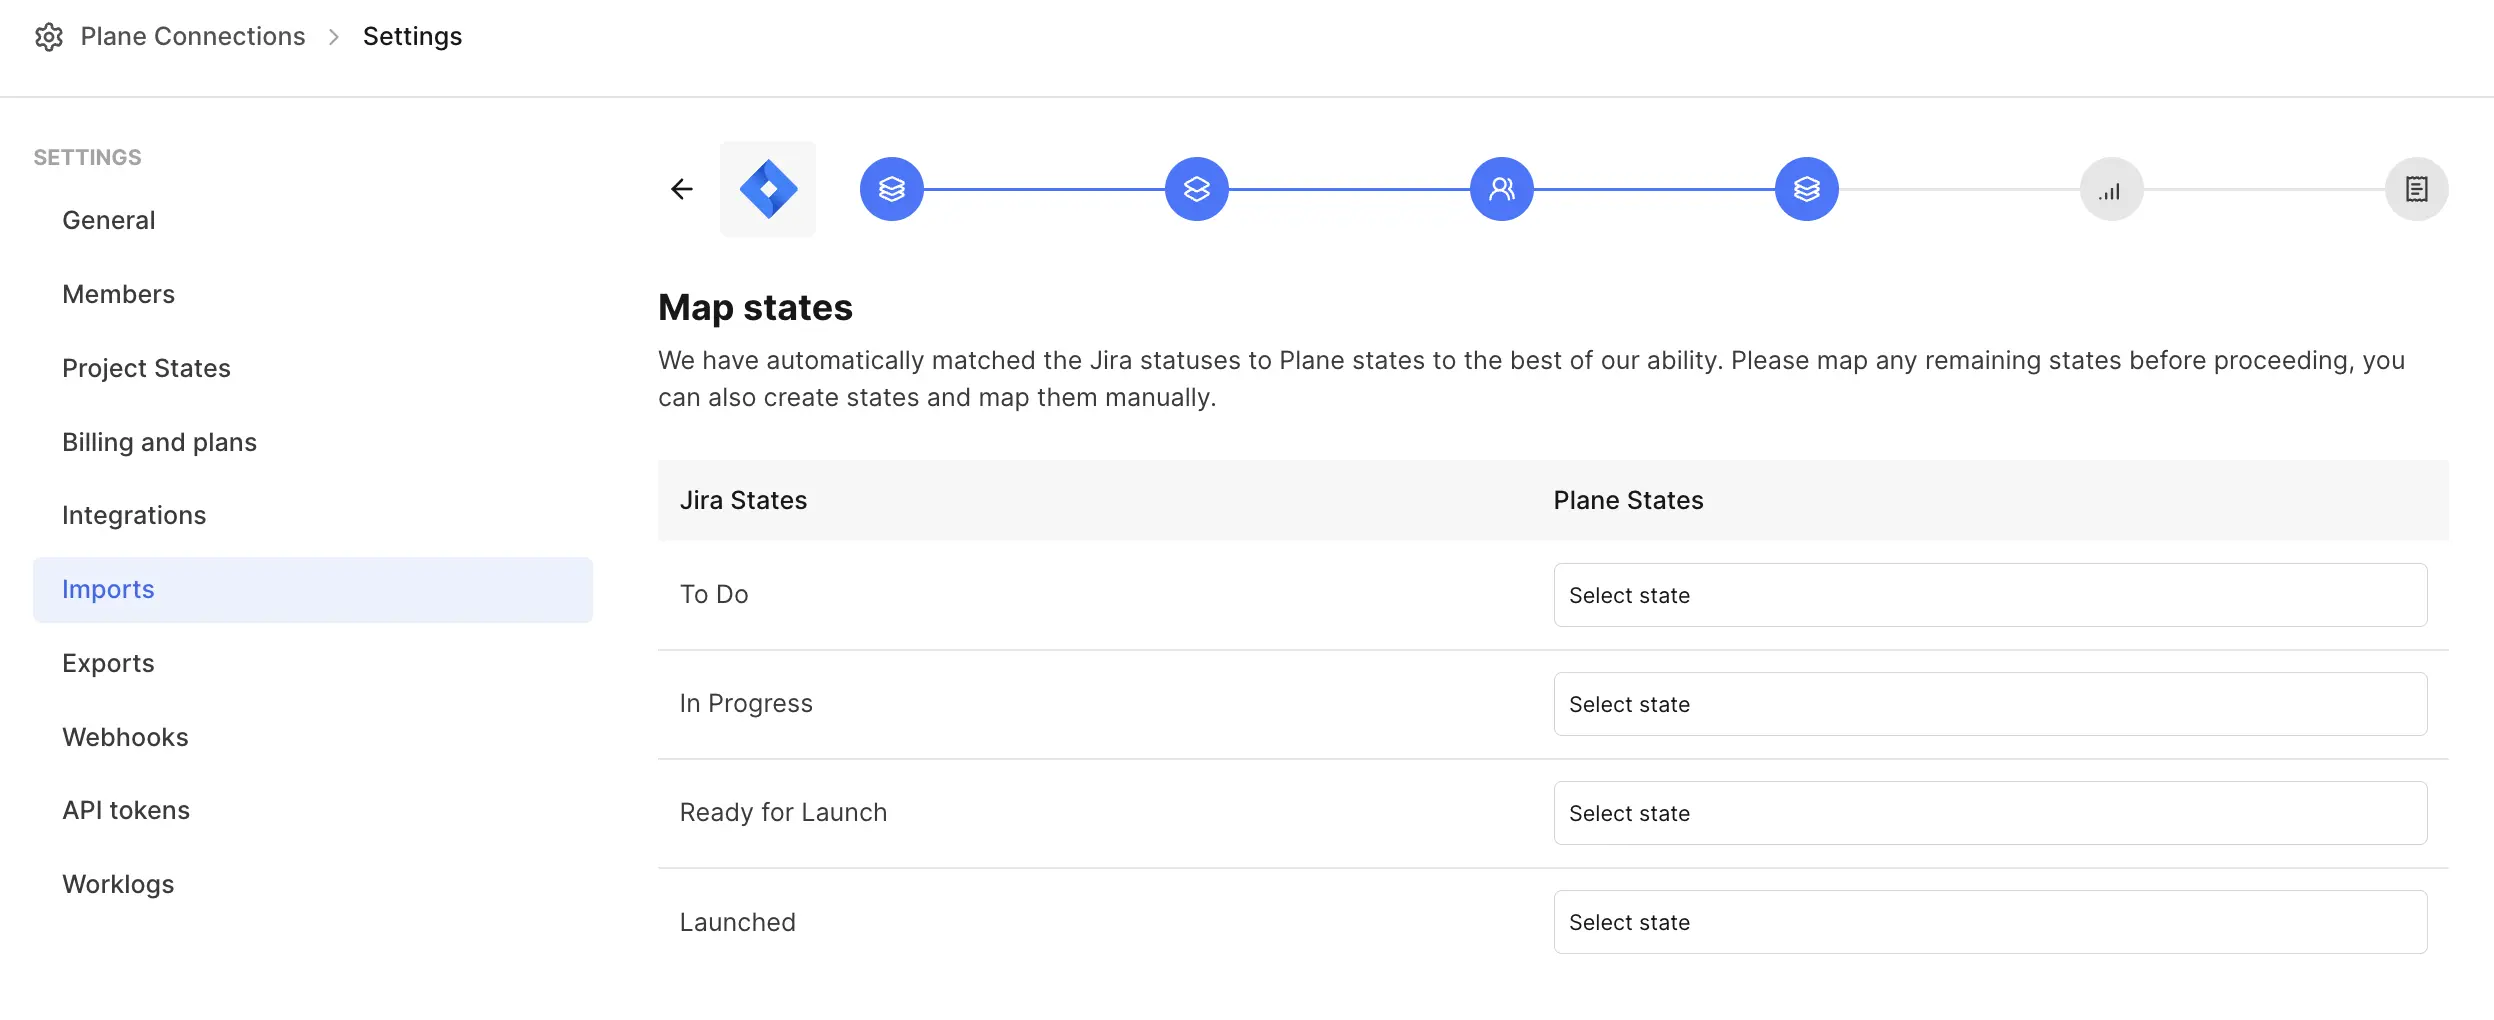 Plane Connections > Settings
SETTINGS
General
Members
Project States
Billing and plans
Integrations
Imports
Exports
Webhooks
API tokens
Worklogs
Map states
We have automatically matched the Jira statuses to Plane states to the best of our ability. Please map any remaining states before proceeding, you
can also create states and map them manually.
Jira States Plane States
To Do Select state
In Progress Select state
Ready for Launch Select state
Launched Select state